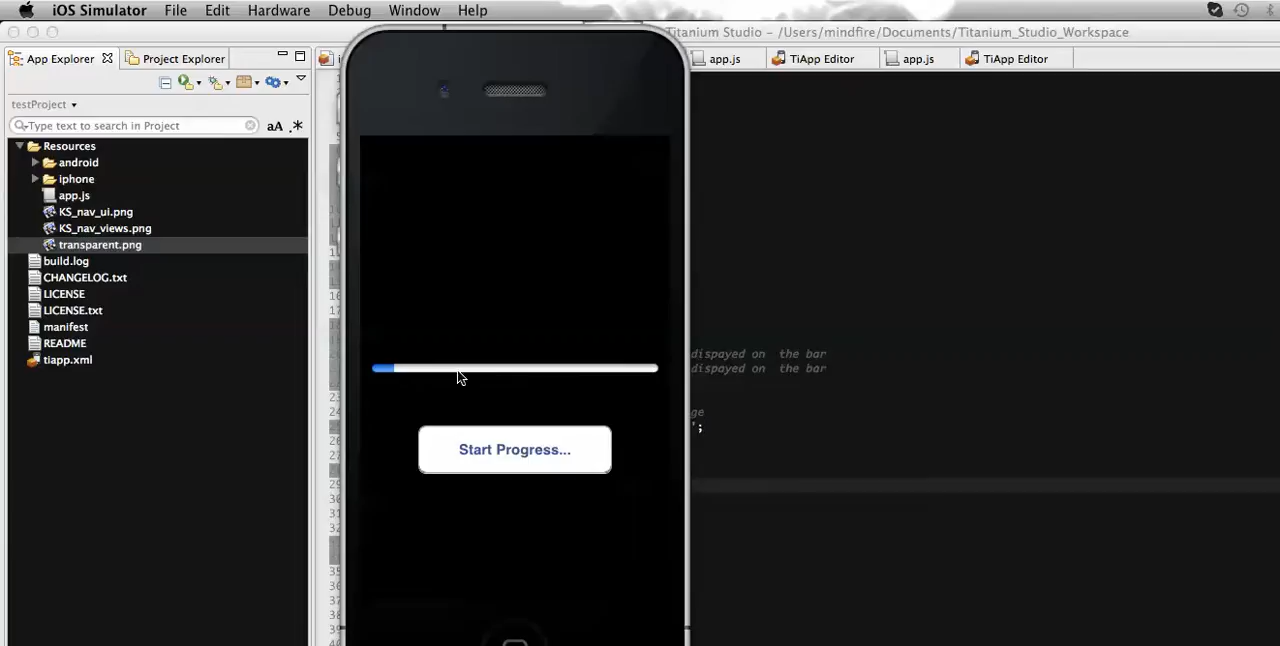 iOS Simulator File Edit Hardware Debug Window Help
Titanium Studio – /Users/mindfire/Documents/Titanium_Studio_Workspace
App Explorer Project Explorer app.js TiApp Editor app.js TiApp Editor
testProject
Type text to search in Project aA .*
Resources
android
iphone
app.js
KS_nav_ui.png
KS_nav_views.png
transparent.png
build.log
CHANGELOG.txt
LICENSE
LICENSE.txt
manifest
README
tiapp.xml
dispayed on the bar
dispayed on the bar
ge
';
Start Progress...